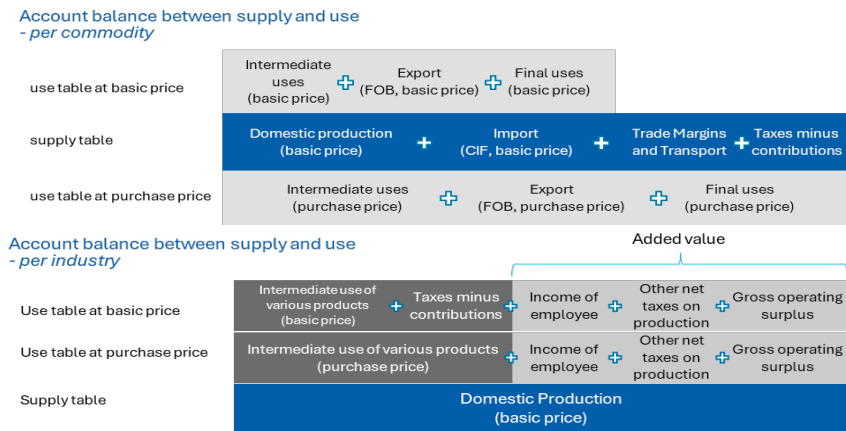 Account balance between supply and use
- per commodity
use table at basic price
Intermediate
uses
(basic price)
+
Export
(FOB, basic price)
+
Final uses
(basic price)
supply table
Domestic production
(basic price)
+
Import
(CIF, basic price)
+
Trade Margins
and Transport
+
Taxes minus
contributions
use table at purchase price
Intermediate uses
(purchase price)
+
Export
(FOB, purchase price)
+
Final uses
(purchase price)
Account balance between supply and use
- per industry
Added value
Use table at basic price
Intermediate use of
various products
(basic price)
+
Taxes minus
contributions
+
Income of
employee
+
Other net
taxes on
production
+
Gross operating
surplus
Use table at purchase price
Intermediate use of various products
(purchase price)
+
Income of
employee
+
Other net
taxes on
production
+
Gross operating
surplus
Supply table
Domestic Production
(basic price)